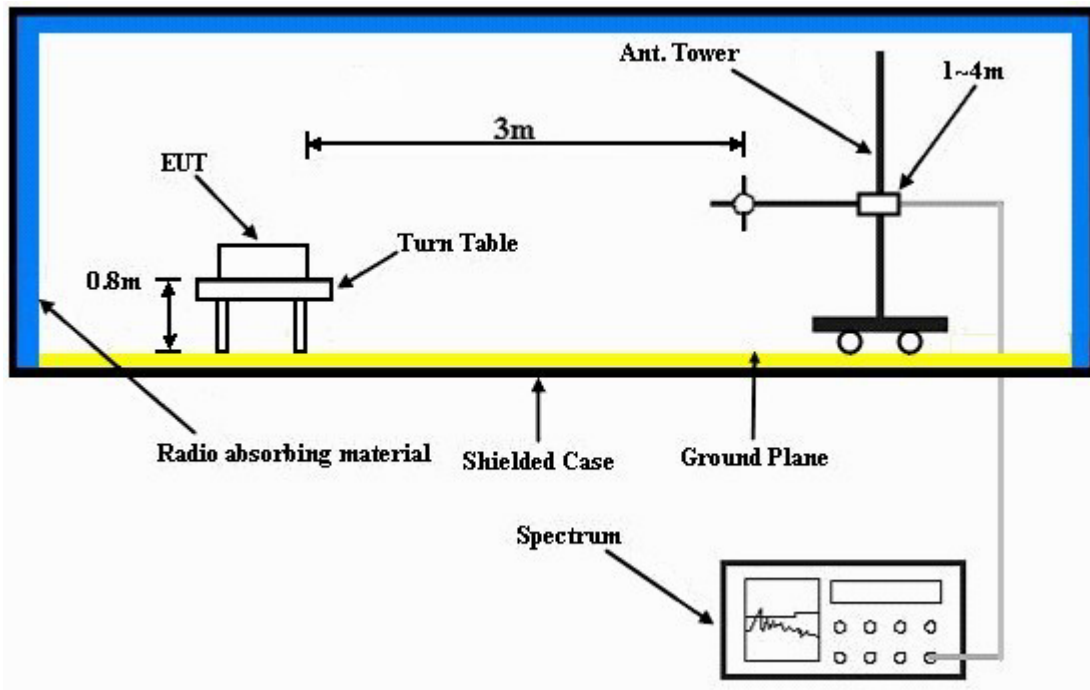 Ant. Tower
1~4m
3m
EUT
Turn Table
0.8m
Radio absorbing material
Shielded Case
Ground Plane
Spectrum